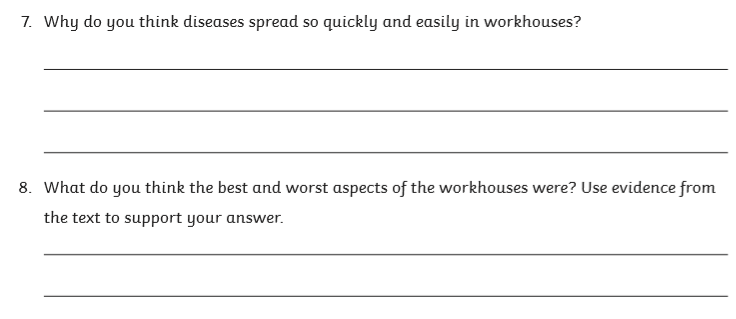 7. Why do you think diseases spread so quickly and easily in workhouses?
8. What do you think the best and worst aspects of the workhouses were? Use evidence from
the text to support your answer.